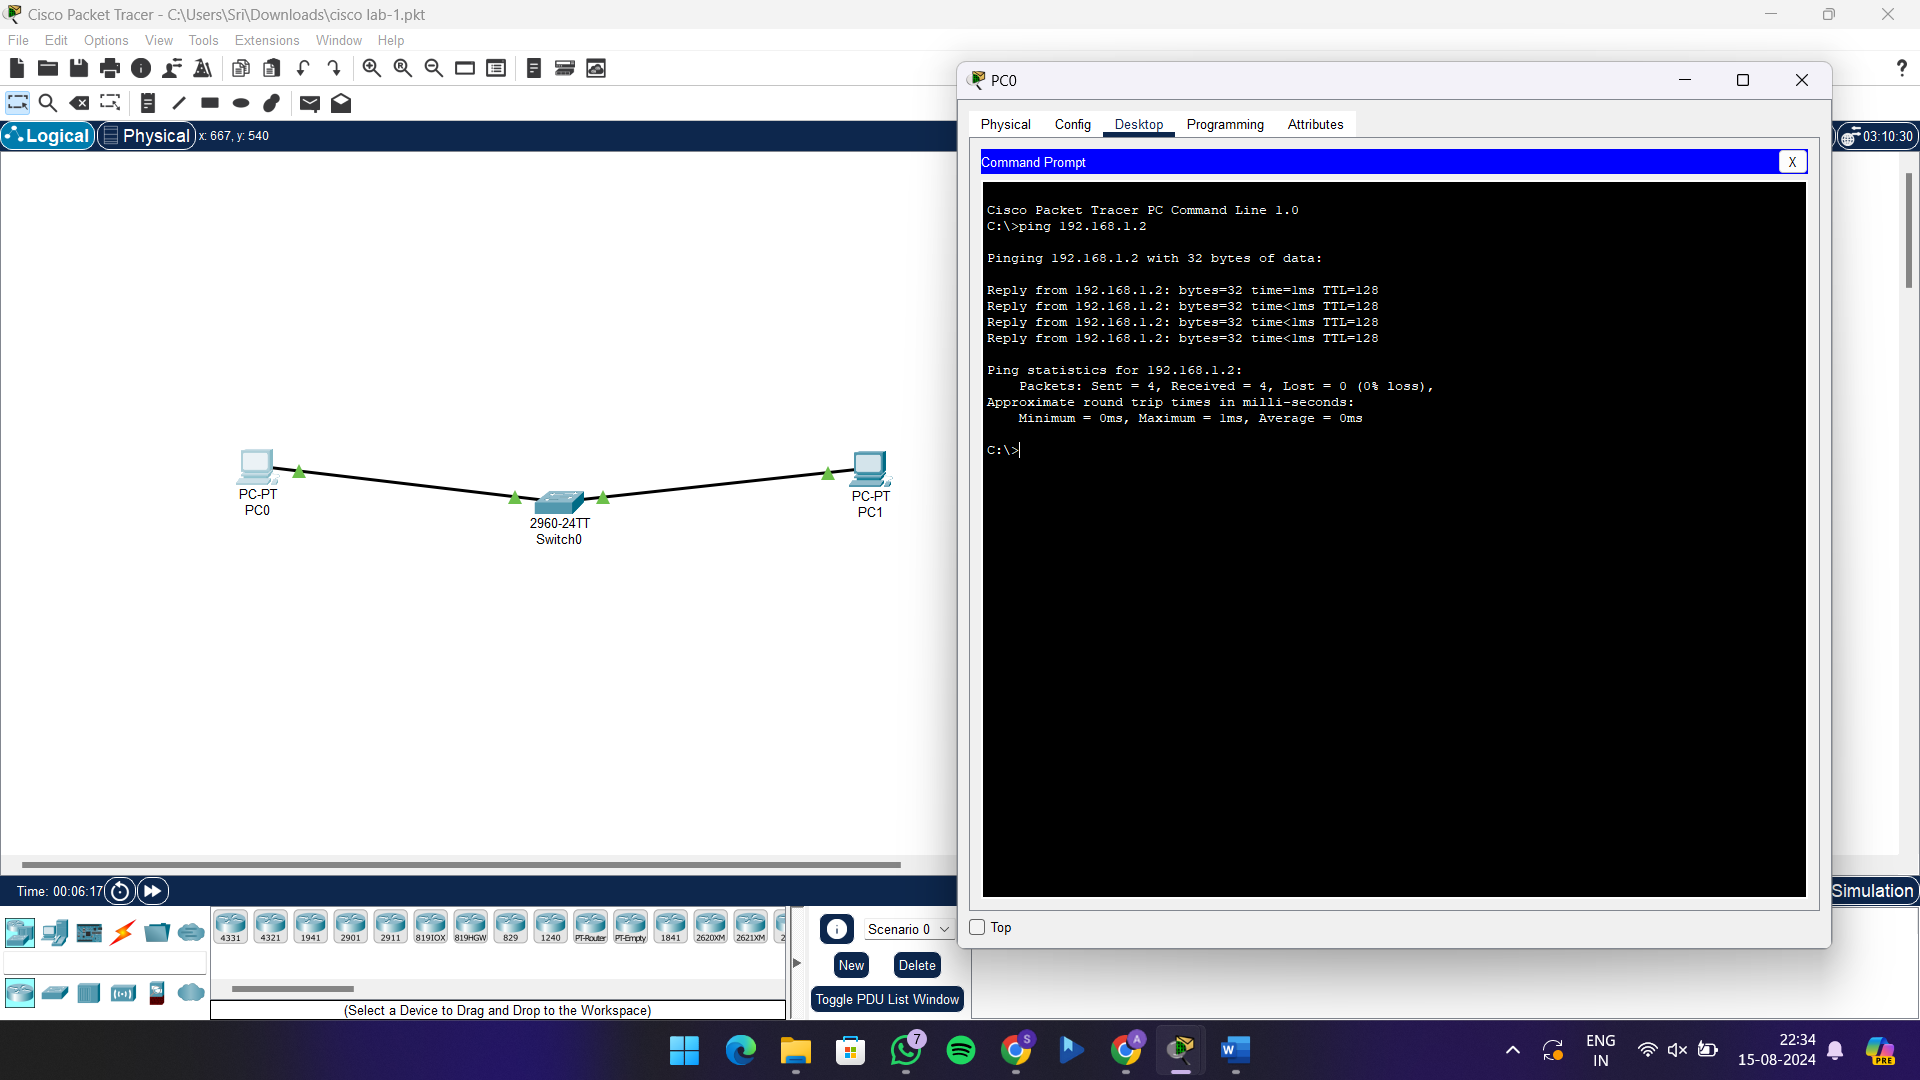 Cisco Packet Tracer - C:\Users\Sri\Downloads\cisco lab-1.pkt
File Edit Options View Tools Extensions Window Help
Logical Physical x: 667, y: 540
03:10:30
PC0
Physical Config Desktop Programming Attributes
Command Prompt
X
Cisco Packet Tracer PC Command Line 1.0
C:\>ping 192.168.1.2
Pinging 192.168.1.2 with 32 bytes of data:
Reply from 192.168.1.2: bytes=32 time=1ms TTL=128
Reply from 192.168.1.2: bytes=32 time<1ms TTL=128
Reply from 192.168.1.2: bytes=32 time<1ms TTL=128
Reply from 192.168.1.2: bytes=32 time<1ms TTL=128
Ping statistics for 192.168.1.2:
Packets: Sent = 4, Received = 4, Lost = 0 (0% loss),
Approximate round trip times in milli-seconds:
Minimum = 0ms, Maximum = 1ms, Average = 0ms
C:\>
Top
PC-PT
PC0
2960-24TT
Switch0
PC-PT
PC1
Time: 00:06:17
Simulation
4331 4321 1941 2901 2911 819IOX 819HGW 829 1240 PT-Router PT-Empty 1841 2620XM 2621XM 2
(Select a Device to Drag and Drop to the Workspace)
Scenario 0
New Delete
Toggle PDU List Window
7
S
A
W
ENG
IN
22:34
15-08-2024
PRE